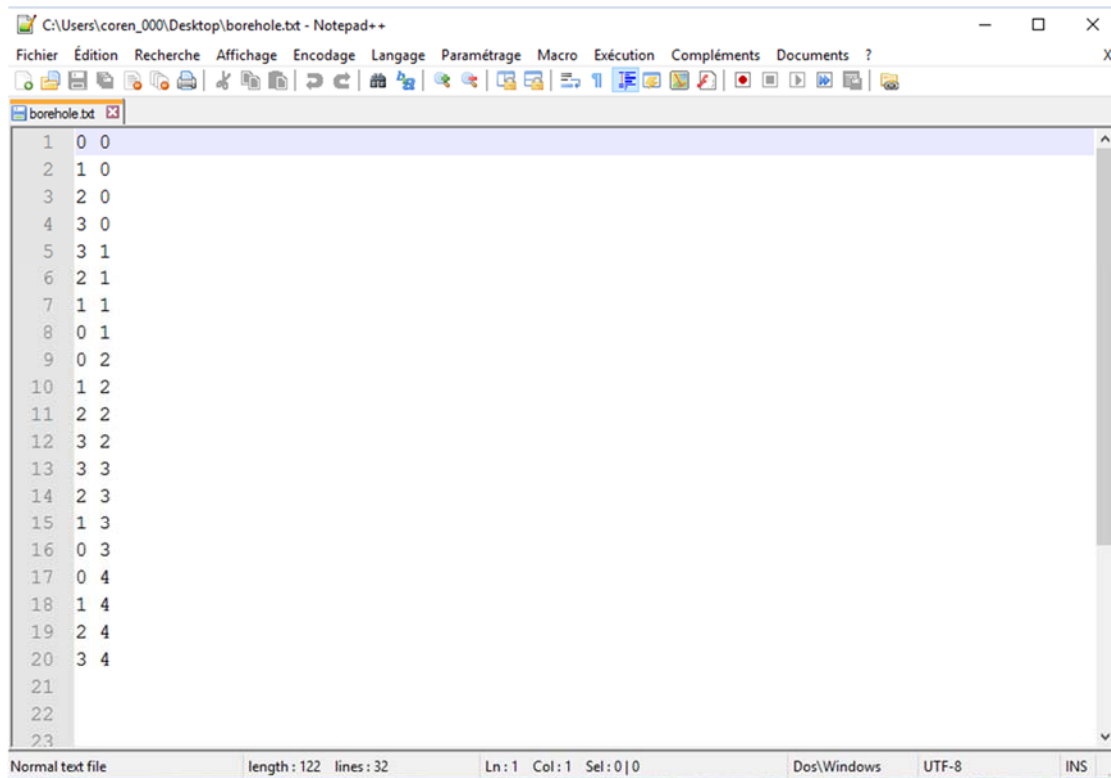 C:\Users\coren_000\Desktop\borehole.txt - Notepad++
Fichier Édition Recherche Affichage Encodage Langage Paramétrage Macro Exécution Compléments Documents ? X
borehole.txt
1 0 0
2 1 0
3 2 0
4 3 0
5 3 1
6 2 1
7 1 1
8 0 1
9 0 2
10 1 2
11 2 2
12 3 2
13 3 3
14 2 3
15 1 3
16 0 3
17 0 4
18 1 4
19 2 4
20 3 4
21
22
23
Normal text file length : 122 lines : 32 Ln : 1 Col : 1 Sel : 0 | 0 Dos\Windows UTF-8 INS